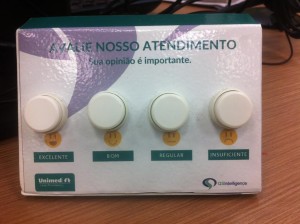 AVALIE NOSSO ATENDIMENTO
Sua opinião é importante.
EXCELENTE BOM REGULAR INSUFICIENTE
Unimed